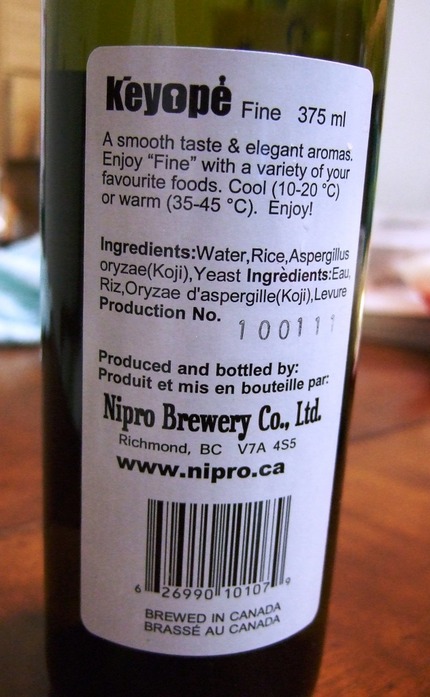 Kéyopè Fine 375 ml
A smooth taste & elegant aromas.
Enjoy "Fine" with a variety of your
favourite foods. Cool (10-20 °C)
or warm (35-45 °C). Enjoy!
Ingredients:Water,Rice,Aspergillus
oryzae(Koji),Yeast Ingrèdients:Eau,
Riz,Oryzae d'aspergille(Koji),Levure
Production No. 100111
Produced and bottled by:
Produit et mis en bouteille par:
Nipro Brewery Co., Ltd.
Richmond, BC V7A 4S5
www.nipro.ca
6 26990 10107 9
BREWED IN CANADA
BRASSÉ AU CANADA